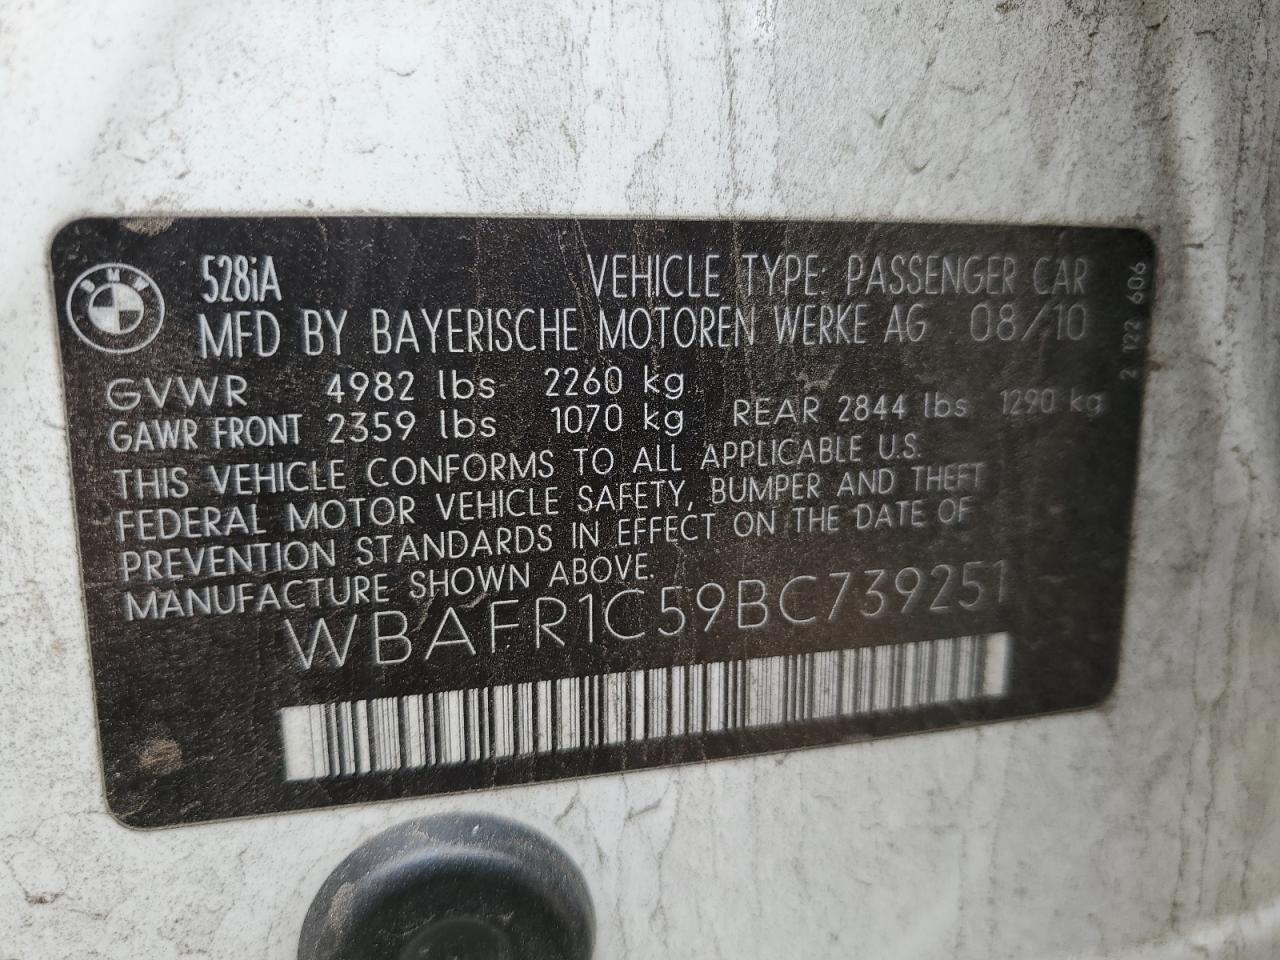 BMW
528iA VEHICLE TYPE: PASSENGER CAR
MFD BY BAYERISCHE MOTOREN WERKE AG 08/10
GVWR 4982 lbs 2260 kg
GAWR FRONT 2359 lbs 1070 kg REAR 2844 lbs 1290 kg
THIS VEHICLE CONFORMS TO ALL APPLICABLE U.S.
FEDERAL MOTOR VEHICLE SAFETY, BUMPER AND THEFT
PREVENTION STANDARDS IN EFFECT ON THE DATE OF
MANUFACTURE SHOWN ABOVE.
WBAFR1C59BC739251
2 122 606